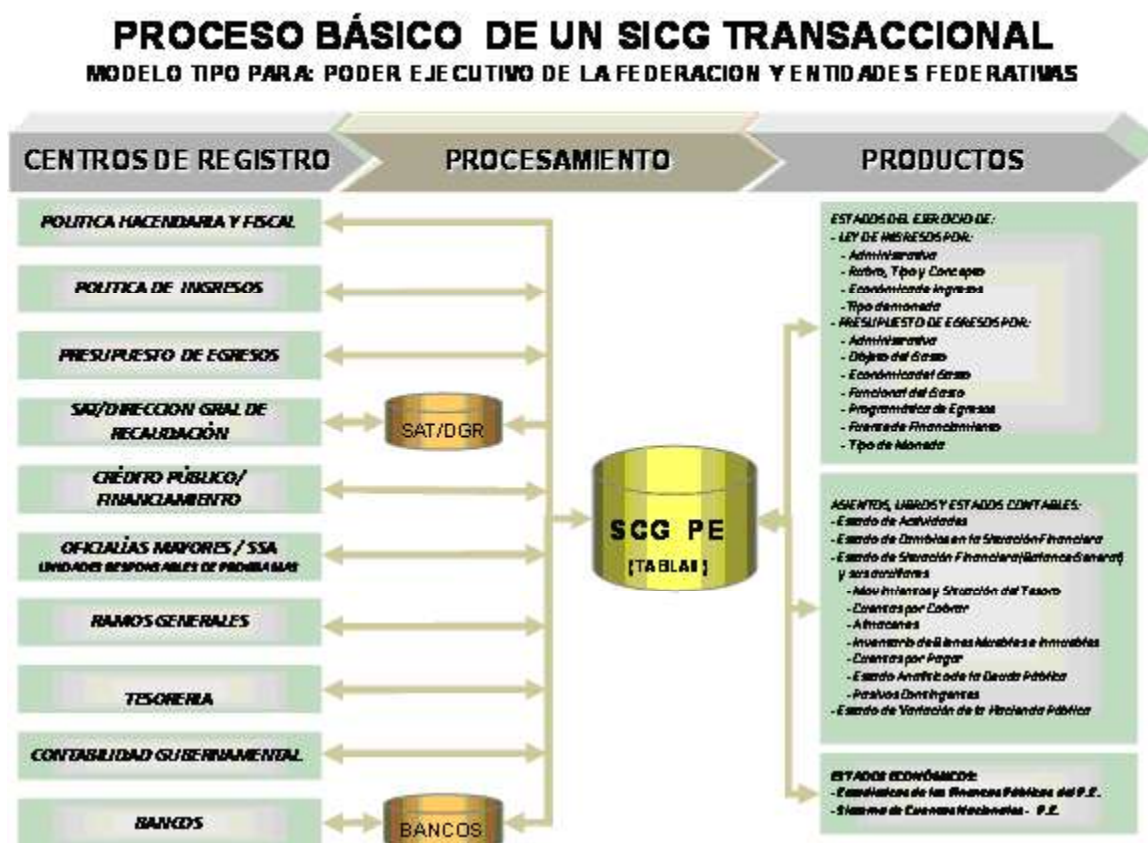 PROCESO BÁSICO DE UN SICG TRANSACCIONAL
MODELO TIPO PARA: PODER EJECUTIVO DE LA FEDERACION Y ENTIDADES FEDERATIVAS
CENTROS DE REGISTRO
PROCESAMIENTO
PRODUCTOS
POLITICA HACENDARIA Y FISCAL
POLITICA DE INGRESOS
PRESUPUESTO DE EGRESOS
SAT/DIRECCION GRAL DE
RECAUDACIÓN
CRÉDITO PÚBLICO/
FINANCIAMIENTO
OFICIALÍAS MAYORES / SSA
UNIDADES RESPONSABLES DE PROGRAMAS
RAMOS GENERALES
TESORERIA
CONTABILIDAD GUBERNAMENTAL
BANCOS
SAT/DGR
BANCOS
SCG PE
(TABLAS)
ESTADOS DEL EJERCICIO DE:
- LEY DE INGRESOS POR:
- Administrativa
- Rubro, Tipo y Concepto
- Económica de Ingresos
- Tipo de moneda
- PRESUPUESTO DE EGRESOS POR:
- Administrativa
- Objeto del Gasto
- Económica del Gasto
- Funcional del Gasto
- Programática de Egresos
- Fuente de Financiamiento
- Tipo de Moneda
ASIENTOS, LIBROS Y ESTADOS CONTABLES:
- Estado de Actividades
- Estado de Cambios en la Situación Financiera
- Estado de Situación Financiera (Balance General)
y sus auxiliares
- Movimientos y Situación del Tesoro
- Cuentas por Cobrar
- Almacenes
- Inventario de Bienes Muebles e Inmuebles
- Cuentas por Pagar
- Estado Analítico de la Deuda Pública
- Pasivos Contingentes
- Estado de Variación de la Hacienda Pública
ESTADOS ECONÓMICOS:
- Estadísticas de las Finanzas Públicas del P.E.
- Sistema de Cuentas Nacionales - P.E.